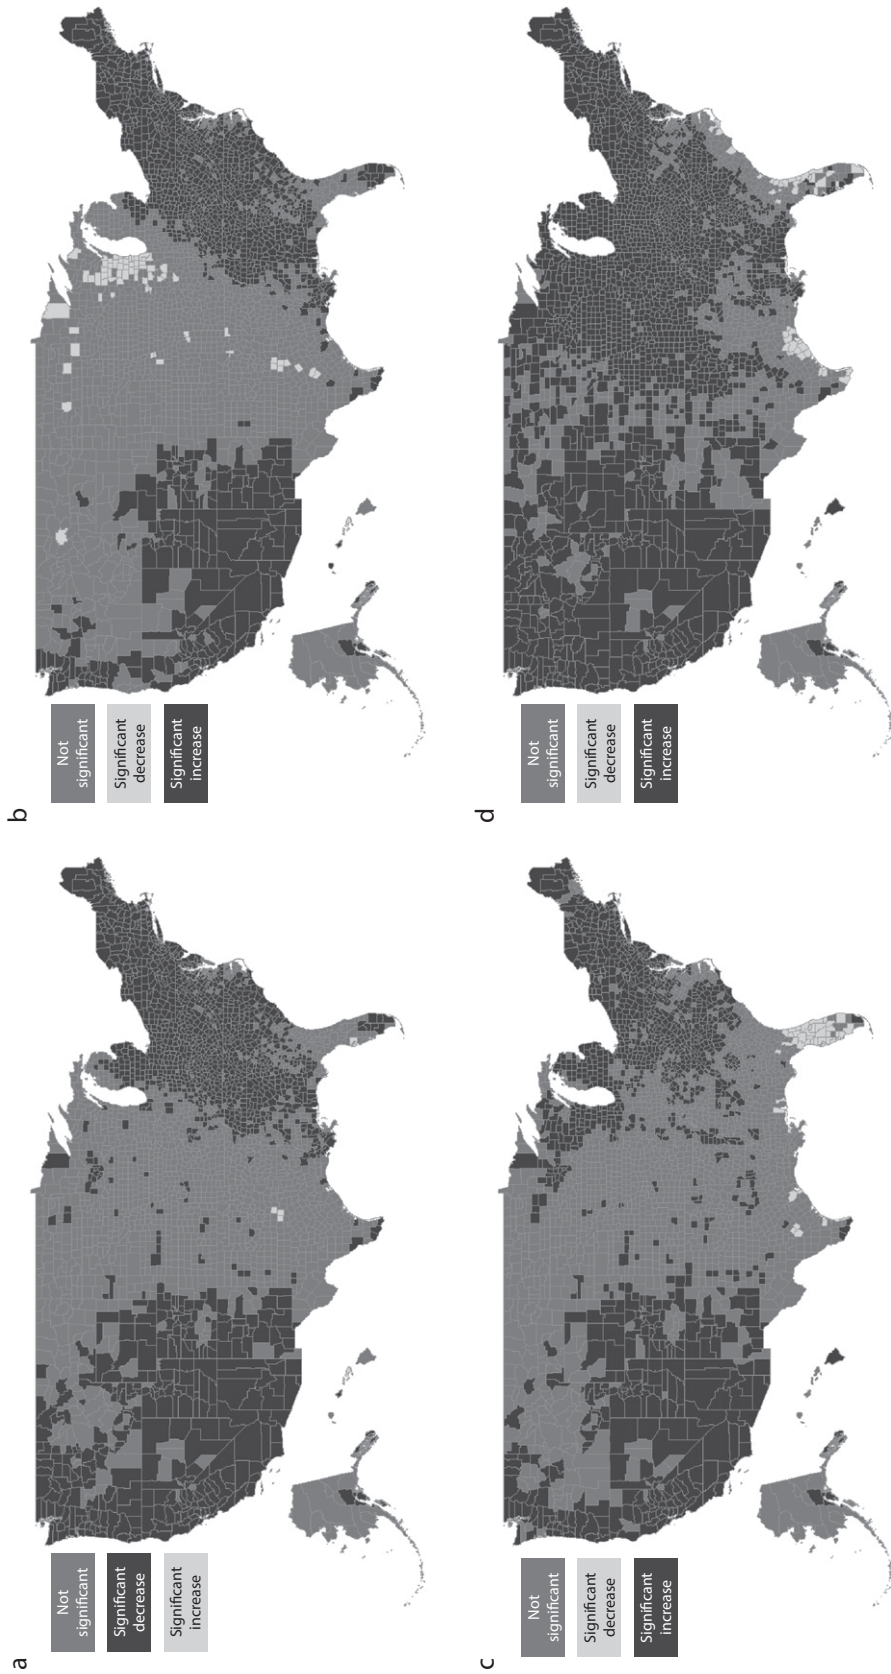 a
Not
significant
Significant
decrease
Significant
increase
b
Not
significant
Significant
decrease
Significant
increase
c
Not
significant
Significant
decrease
Significant
increase
d
Not
significant
Significant
decrease
Significant
increase